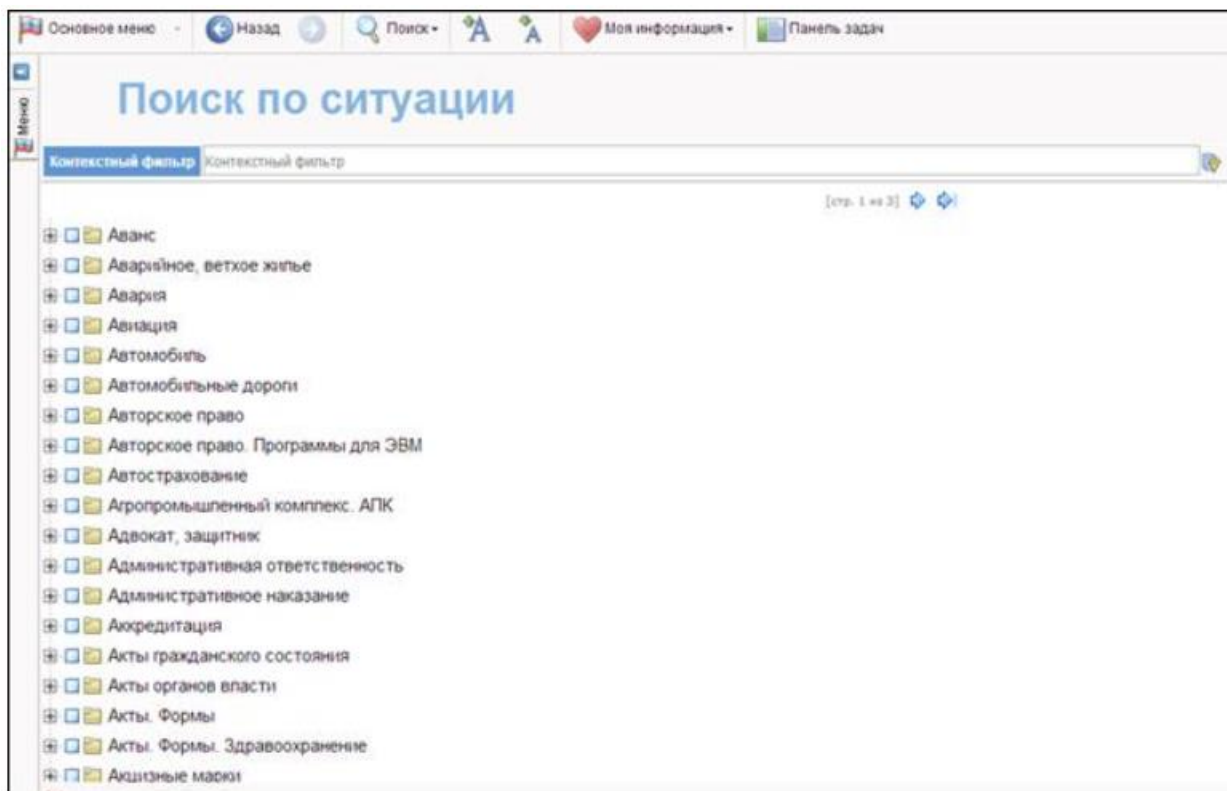 Основное меню Назад Поиск A A Моя информация Панель задач
Меню
Поиск по ситуации
Контекстный фильтр Контекстный фильтр
[стр. 1 из 3]
Аванс
Аварийное, ветхое жилье
Авария
Авиация
Автомобиль
Автомобильные дороги
Авторское право
Авторское право. Программы для ЭВМ
Автострахование
Агропромышленный комплекс. АПК
Адвокат, защитник
Административная ответственность
Административное наказание
Аккредитация
Акты гражданского состояния
Акты органов власти
Акты. Формы
Акты. Формы. Здравоохранение
Акцизные марки